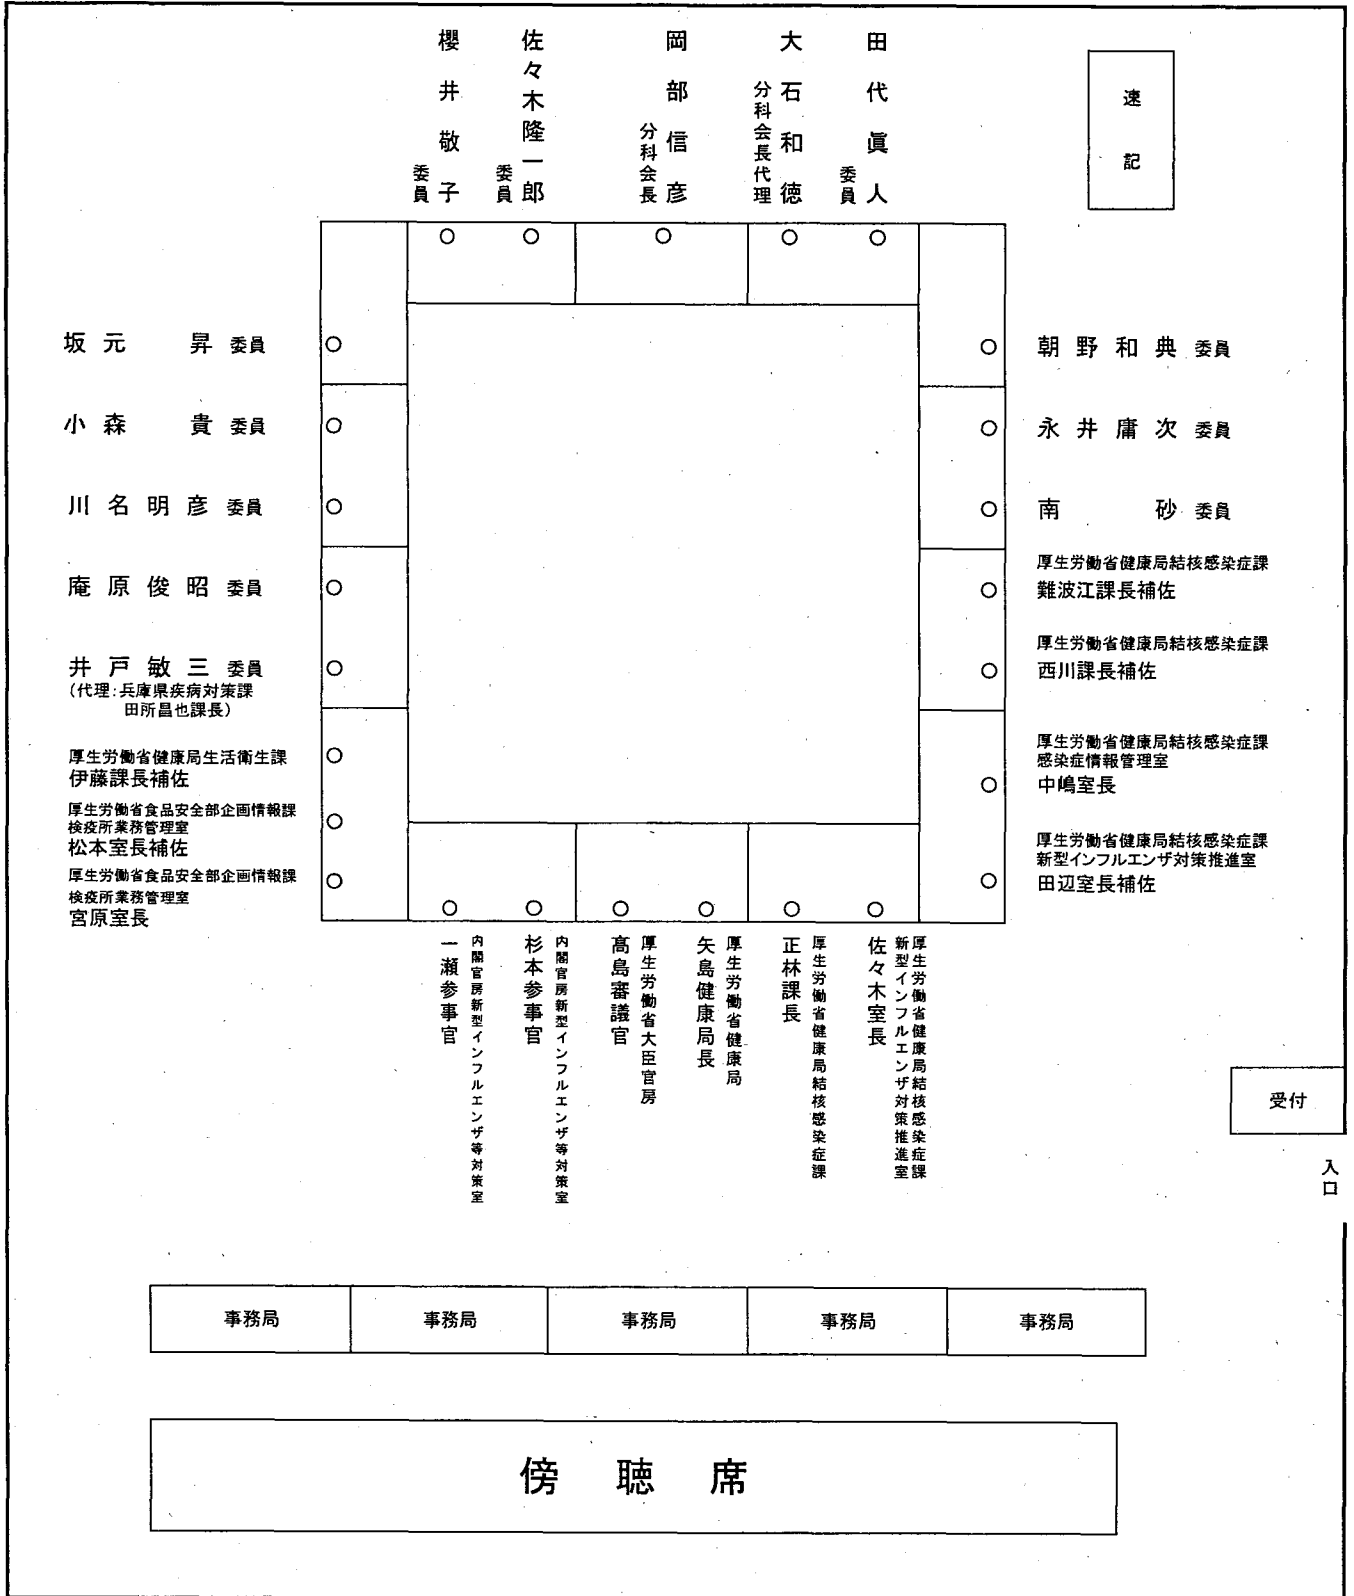 櫻井敬子
委員
佐々木隆一郎
委員
岡部信彦
分科会長
大石和徳
分科会長代理
田代眞人
委員
速記
坂元 昇 委員
小森 貴 委員
川名明彦 委員
庵原俊昭 委員
井戸敏三 委員
(代理:兵庫県疾病対策課
田所昌也課長)
厚生労働省健康局生活衛生課
伊藤課長補佐
厚生労働省食品安全部企画情報課
検疫所業務管理室
松本室長補佐
厚生労働省食品安全部企画情報課
検疫所業務管理室
宮原室長
朝野和典 委員
永井庸次 委員
南 砂 委員
厚生労働省健康局結核感染症課
難波江課長補佐
厚生労働省健康局結核感染症課
西川課長補佐
厚生労働省健康局結核感染症課
感染症情報管理室
中嶋室長
厚生労働省健康局結核感染症課
新型インフルエンザ対策推進室
田辺室長補佐
内閣官房新型インフルエンザ等対策室
一瀬参事官
内閣官房新型インフルエンザ等対策室
杉本参事官
厚生労働省大臣官房
高島審議官
厚生労働省健康局
矢島健康局長
厚生労働省健康局結核感染症課
正林課長
厚生労働省健康局結核感染症課
新型インフルエンザ対策推進室
佐々木室長
受付
入口
事務局
事務局
事務局
事務局
事務局
傍聴席